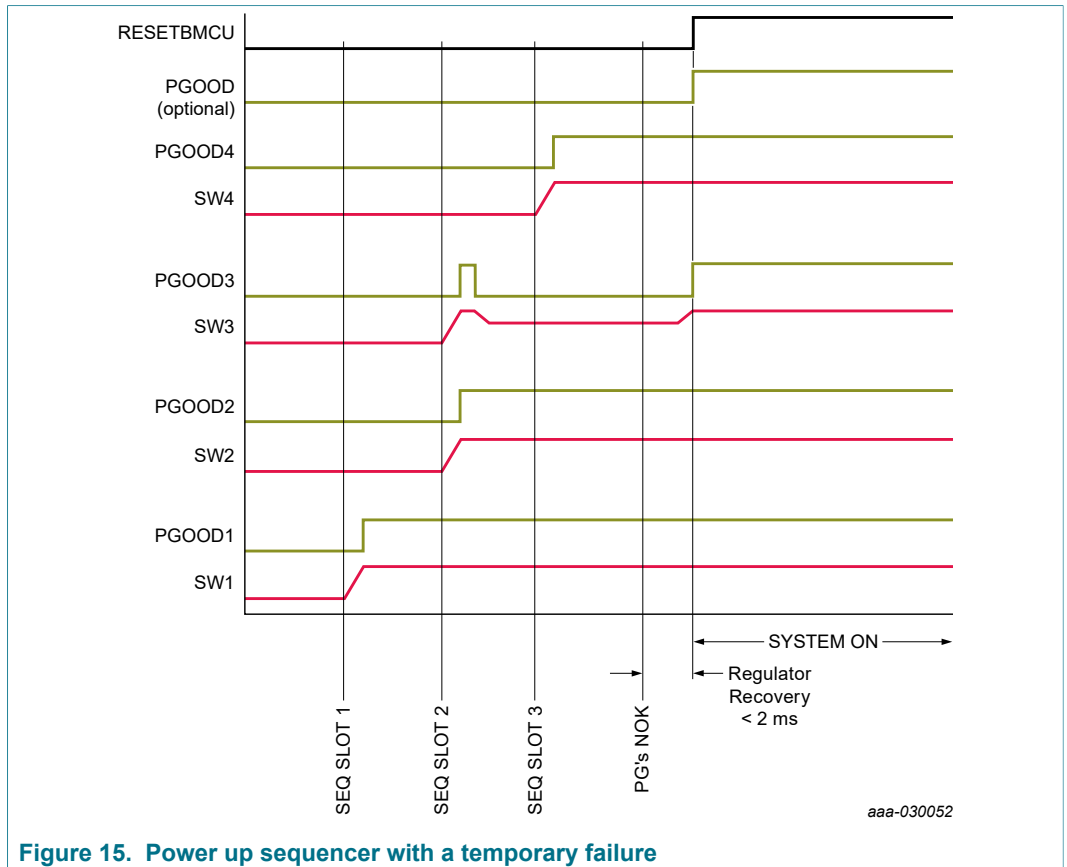 RESETBMCU
PGOOD
(optional)
PGOOD4
SW4
PGOOD3
SW3
PGOOD2
SW2
PGOOD1
SW1
SYSTEM ON
Regulator
Recovery
< 2 ms
SEQ SLOT 1
SEQ SLOT 2
SEQ SLOT 3
PG's NOK
aaa-030052
Figure 15. Power up sequencer with a temporary failure